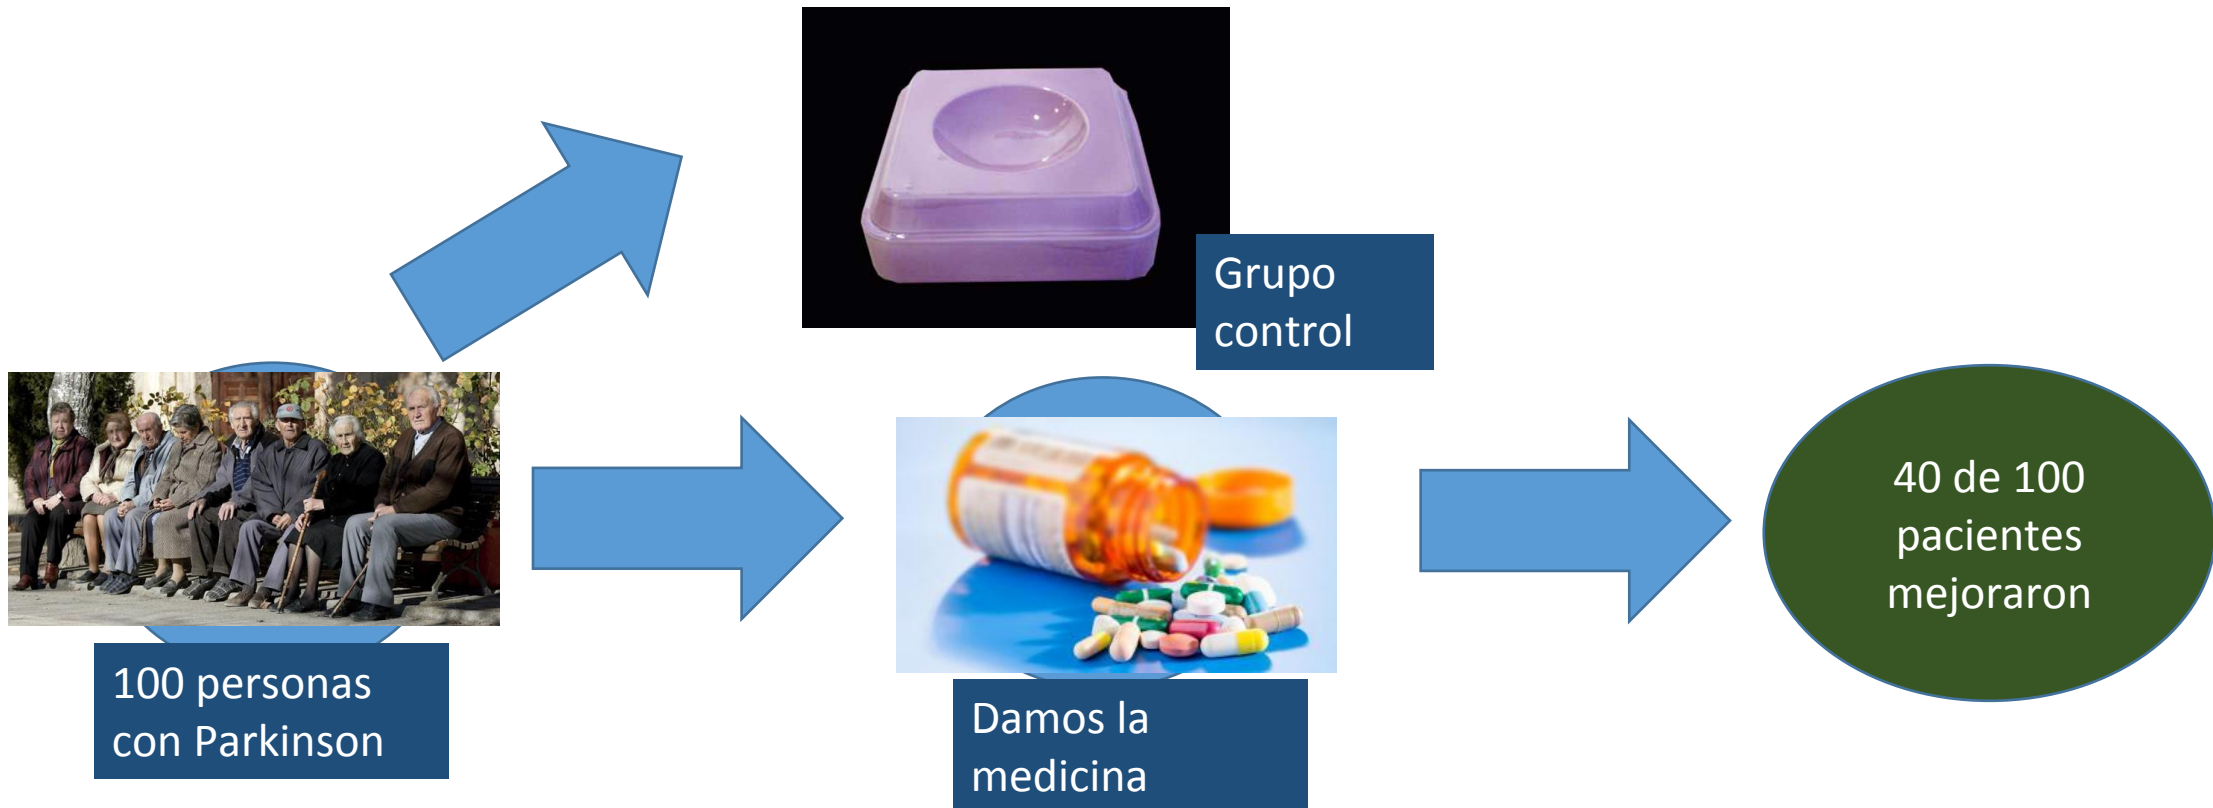 Grupo
control
100 personas
con Parkinson
Damos la
medicina
40 de 100
pacientes
mejoraron